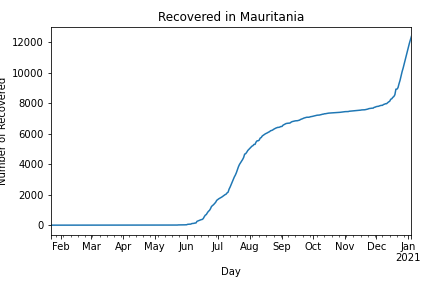 Recovered in Mauritania
12000
10000
8000
6000
4000
2000
0
Number of Recovered
Feb Mar Apr May Jun Jul Aug Sep Oct Nov Dec Jan
2021
Day